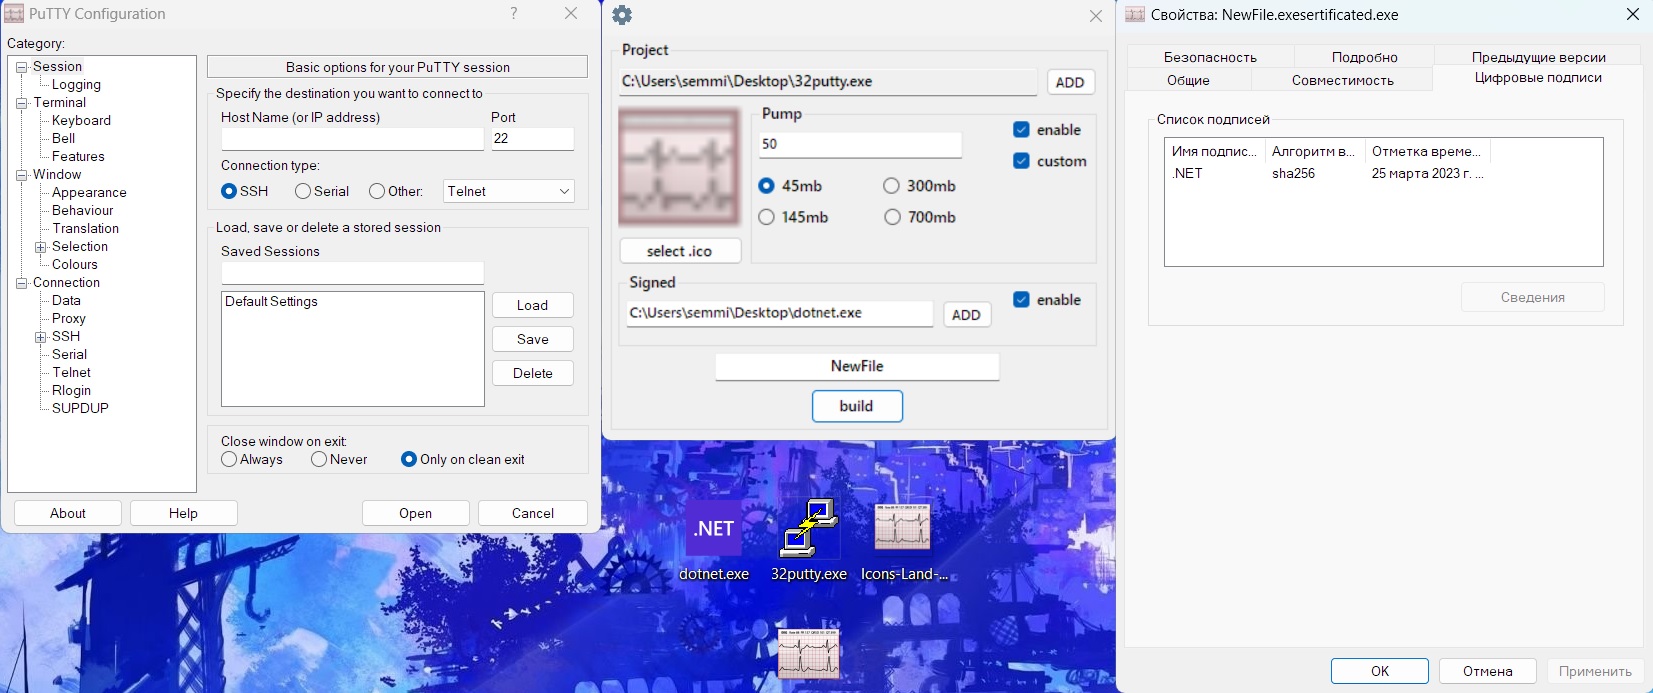 PuTTY Configuration
?
Category:
Session
Logging
Terminal
Keyboard
Bell
Features
Window
Appearance
Behaviour
Translation
Selection
Colours
Connection
Data
Proxy
SSH
Serial
Telnet
Rlogin
SUPDUP
Basic options for your PuTTY session
Specify the destination you want to connect to
Host Name (or IP address)
Port
22
Connection type:
SSH
Serial
Other:
Telnet
Load, save or delete a stored session
Saved Sessions
Default Settings
Load
Save
Delete
Close window on exit:
Always
Never
Only on clean exit
About
Help
Open
Cancel
Project
C:\Users\semmi\Desktop\32putty.exe
ADD
Pump
50
enable
custom
45mb
300mb
145mb
700mb
select .ico
Signed
C:\Users\semmi\Desktop\dotnet.exe
ADD
enable
NewFile
build
.NET
dotnet.exe
32putty.exe
Icons-Land-...
Свойства: NewFile.exesertificated.exe
Безопасность
Подробно
Предыдущие версии
Общие
Совместимость
Цифровые подписи
Список подписей
Имя подпис...
Алгоритм в...
Отметка време...
.NET
sha256
25 марта 2023 г. ...
Сведения
OK
Отмена
Применить